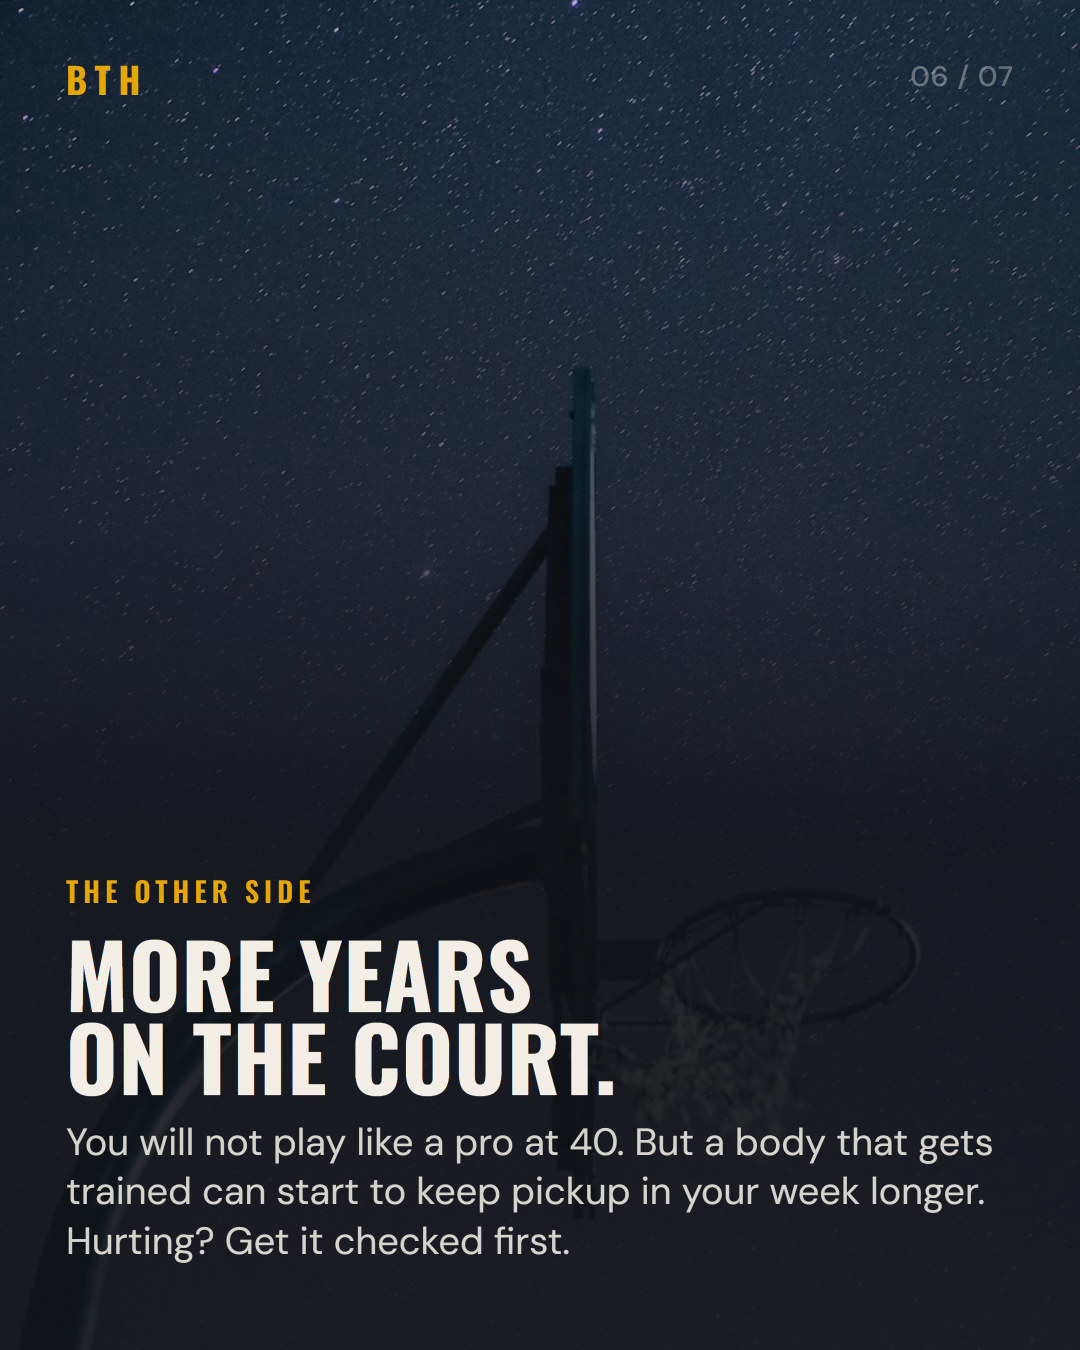 BTH
06 / 07
THE OTHER SIDE
MORE YEARS
ON THE COURT.
You will not play like a pro at 40. But a body that gets
trained can start to keep pickup in your week longer.
Hurting? Get it checked first.